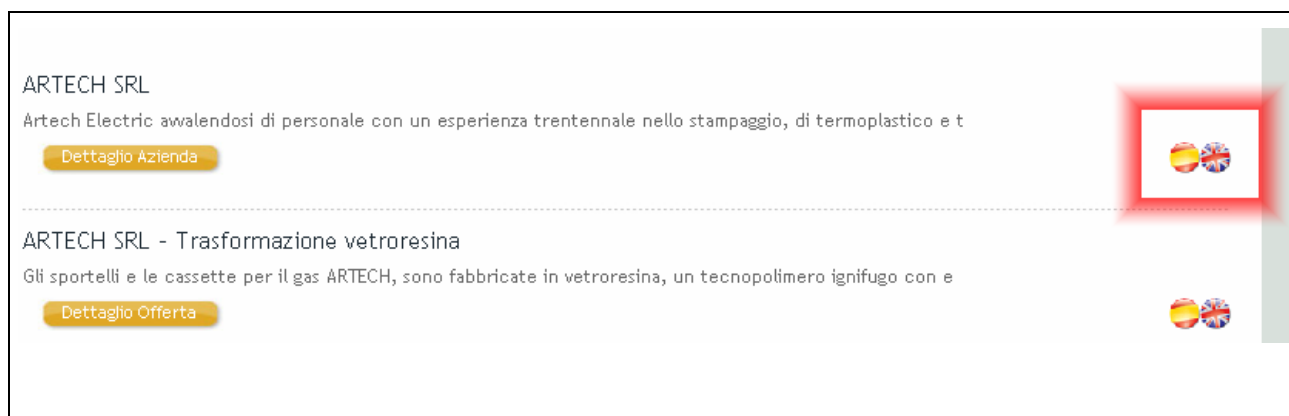 ARTECH SRL
Artech Electric avvalendosi di personale con un esperienza trentennale nello stampaggio, di termoplastico e t
Dettaglio Azienda
ARTECH SRL - Trasformazione vetroresina
Gli sportelli e le cassette per il gas ARTECH, sono fabbricate in vetroresina, un tecnopolimero ignifugo con e
Dettaglio Offerta